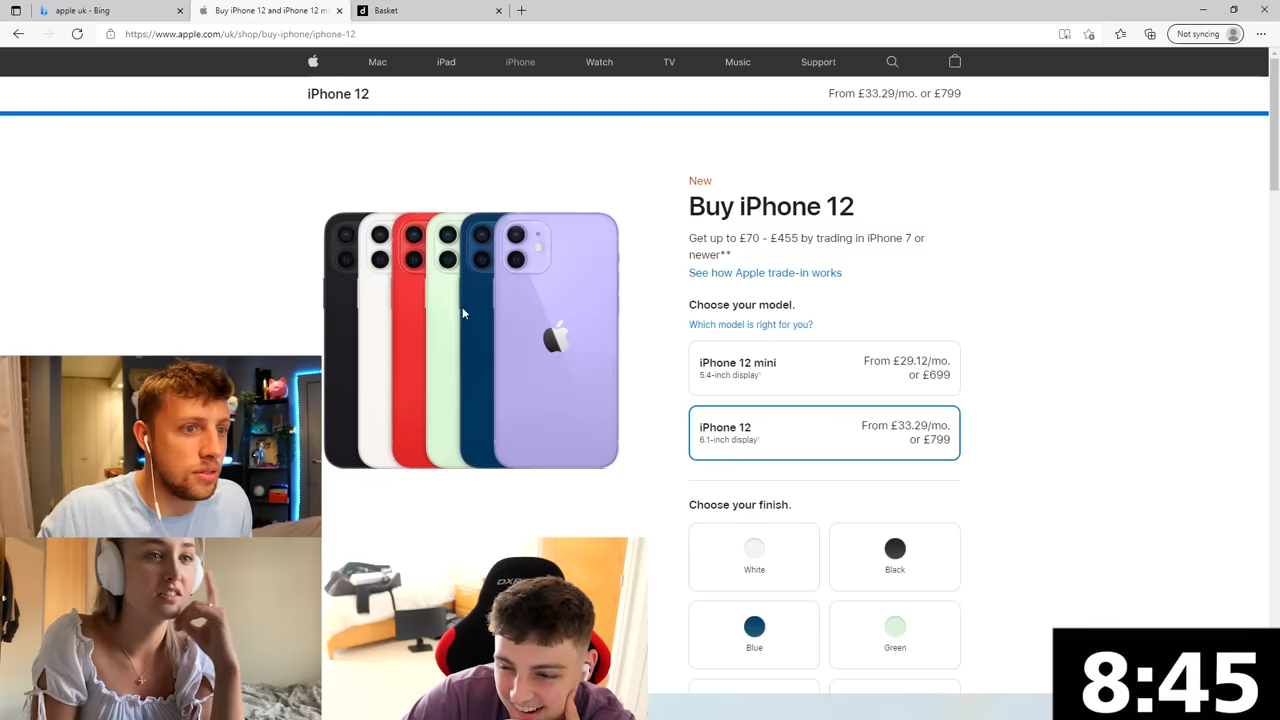 apple uk - Bing
Buy iPhone 12 and iPhone 12 m
Basket
https://www.apple.com/uk/shop/buy-iphone/iphone-12
Not syncing
Mac
iPad
iPhone
Watch
TV
Music
Support
iPhone 12
From £33.29/mo. or £799
New
Buy iPhone 12
Get up to £70 - £455 by trading in iPhone 7 or
newer**
See how Apple trade-in works
Choose your model.
Which model is right for you?
iPhone 12 mini
5.4-inch display¹
From £29.12/mo.
or £699
iPhone 12
6.1-inch display¹
From £33.29/mo.
or £799
Choose your finish.
White
Black
Blue
Green
DXR
8:45